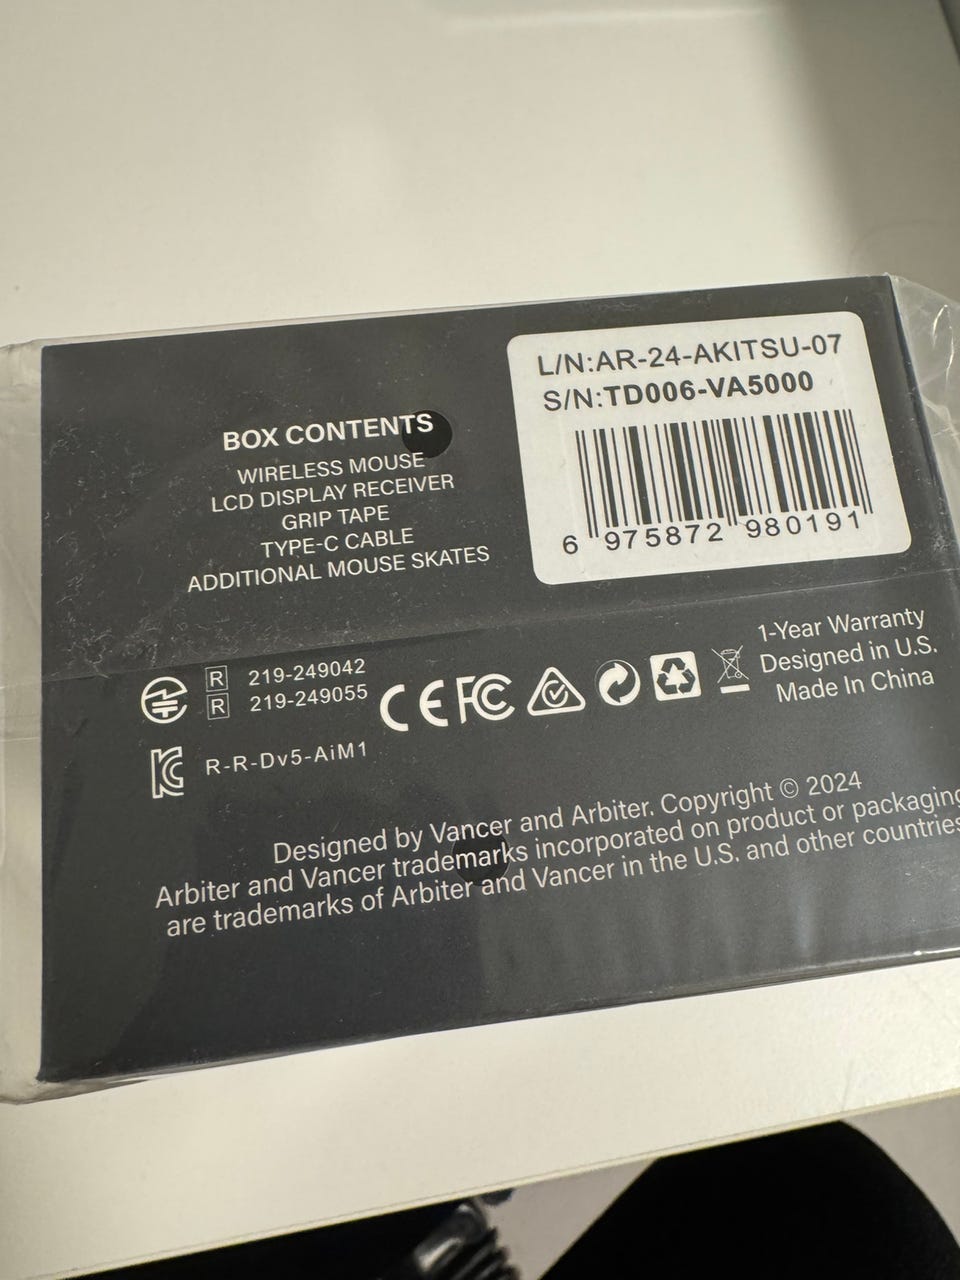 L/N:AR-24-AKITSU-07
S/N:TD006-VA5000
6 975872 980191
BOX CONTENTS
WIRELESS MOUSE
LCD DISPLAY RECEIVER
GRIP TAPE
TYPE-C CABLE
ADDITIONAL MOUSE SKATES
R 219-249042
R 219-249055
CE FC
R-R-Dv5-AiM1
1-Year Warranty
Designed in U.S.
Made In China
Designed by Vancer and Arbiter. Copyright © 2024
Arbiter and Vancer trademarks incorporated on product or packaging
are trademarks of Arbiter and Vancer in the U.S. and other countries